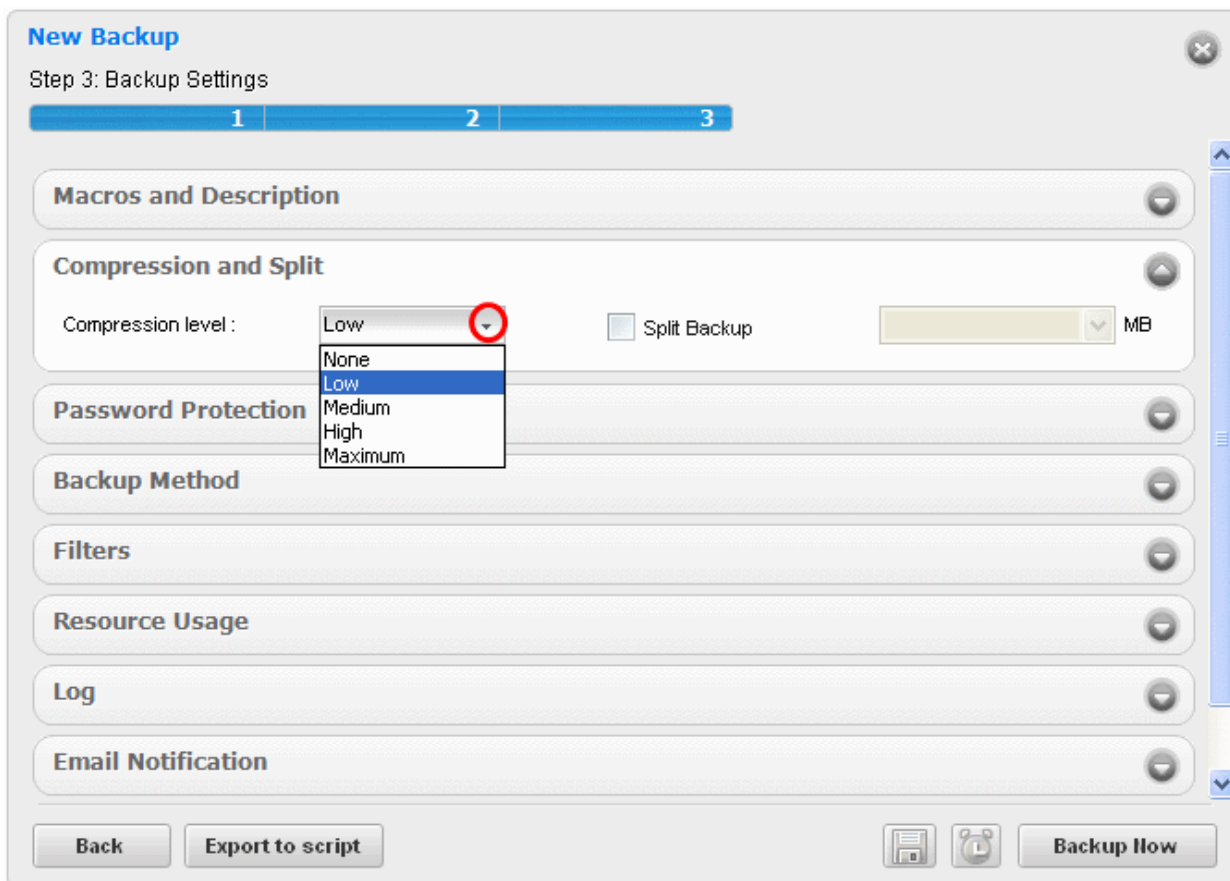 New Backup
Step 3: Backup Settings
1 2 3
Macros and Description
Compression and Split
Compression level : Low Split Backup MB
None
Low
Medium
High
Maximum
Password Protection
Backup Method
Filters
Resource Usage
Log
Email Notification
Back Export to script Backup Now